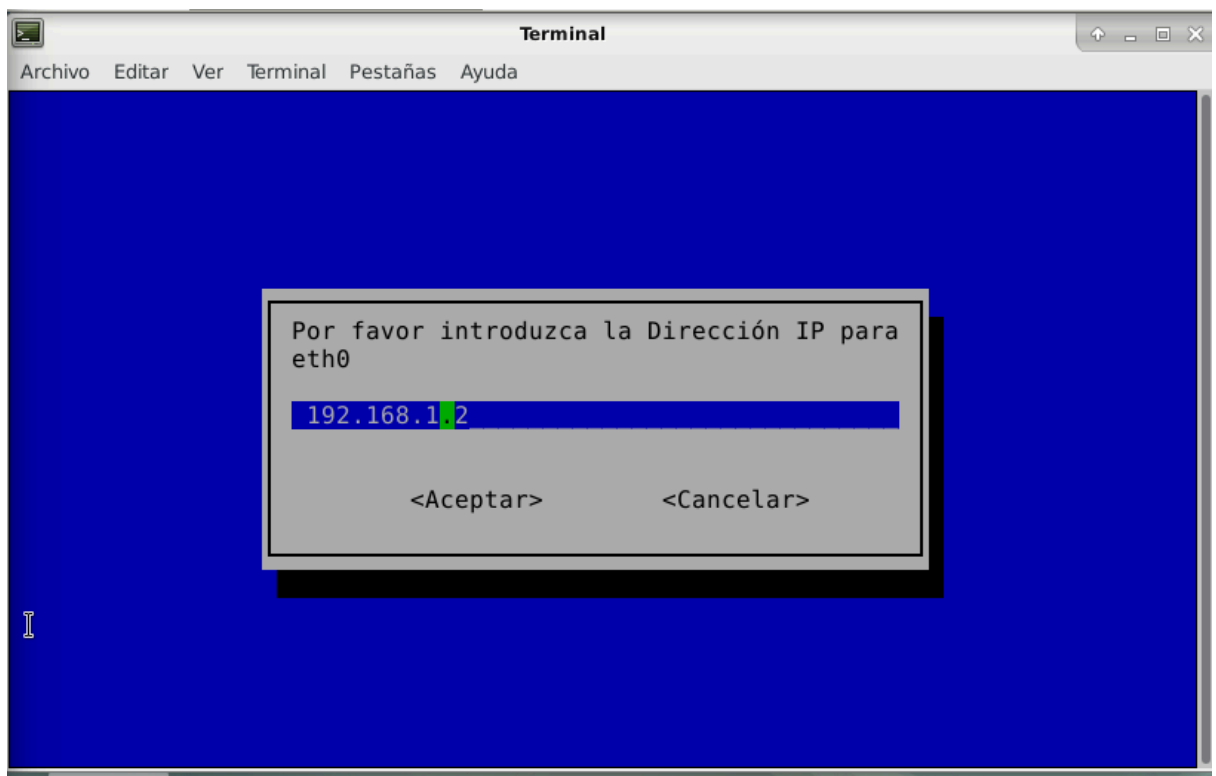 Terminal
Archivo Editar Ver Terminal Pestañas Ayuda
Por favor introduzca la Dirección IP para
eth0
192.168.1.2
<Aceptar> <Cancelar>